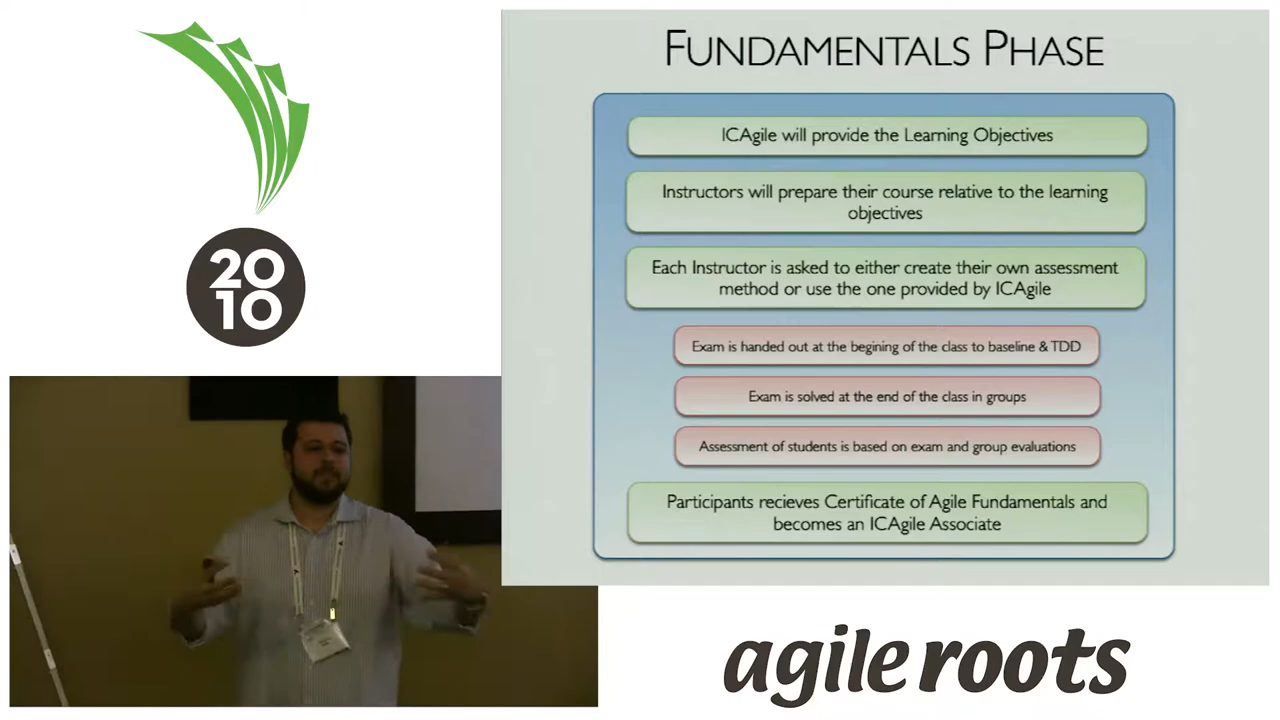 FUNDAMENTALS PHASE
ICAgile will provide the Learning Objectives
Instructors will prepare their course relative to the learning
objectives
Each Instructor is asked to either create their own assessment
method or use the one provided by ICAgile
Exam is handed out at the begining of the class to baseline & TDD
Exam is solved at the end of the class in groups
Assessment of students is based on exam and group evaluations
Participants recieves Certificate of Agile Fundamentals and
becomes an ICAgile Associate
20
10
agile roots